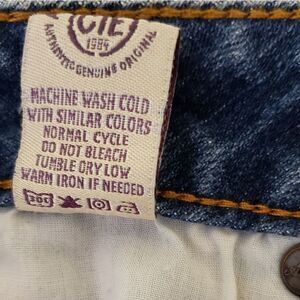 CIE
1984
AUTHENTIC GENUINE ORIGINAL
MACHINE WASH COLD
WITH SIMILAR COLORS
NORMAL CYCLE
DO NOT BLEACH
TUMBLE DRY LOW
WARM IRON IF NEEDED